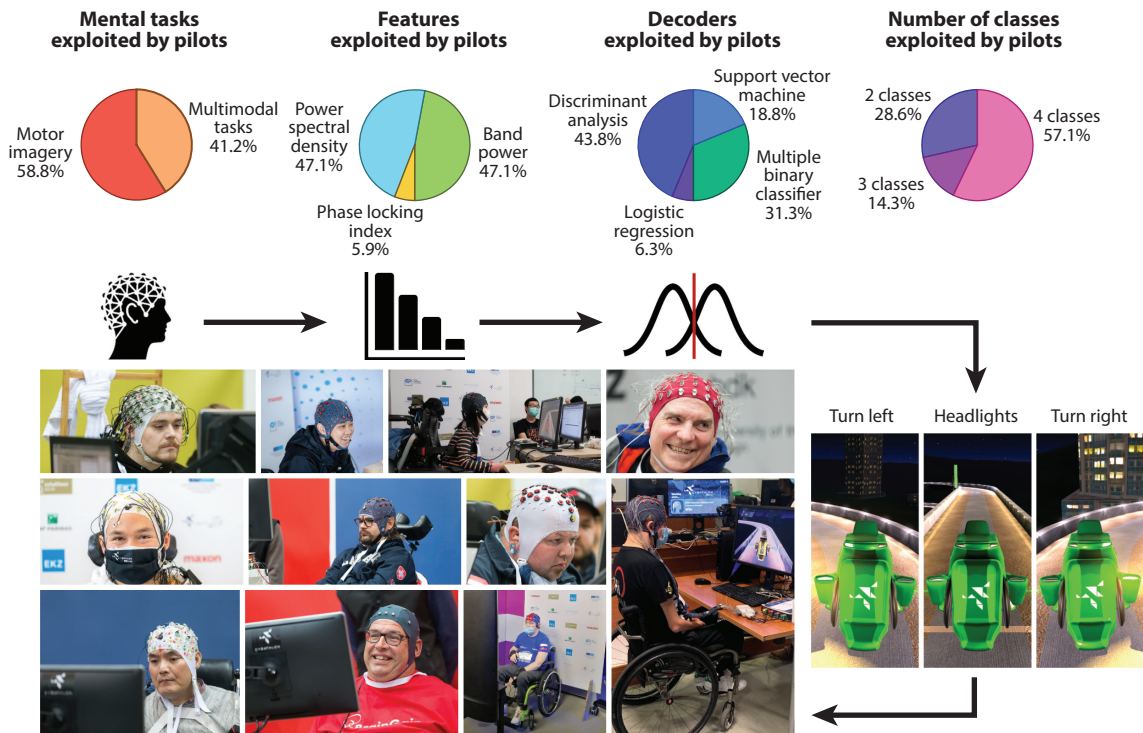 Mental tasks
exploited by pilots
Features
exploited by pilots
Decoders
exploited by pilots
Number of classes
exploited by pilots
Motor
imagery
58.8%
Multimodal
tasks
41.2%
Power
spectral
density
47.1%
Band
power
47.1%
Phase locking
index
5.9%
Discriminant
analysis
43.8%
Support vector
machine
18.8%
Multiple
binary
classifier
31.3%
Logistic
regression
6.3%
2 classes
28.6%
4 classes
57.1%
3 classes
14.3%
Turn left
Headlights
Turn right
maxon
EKZ
maxon
EKZ
CYBATHLON